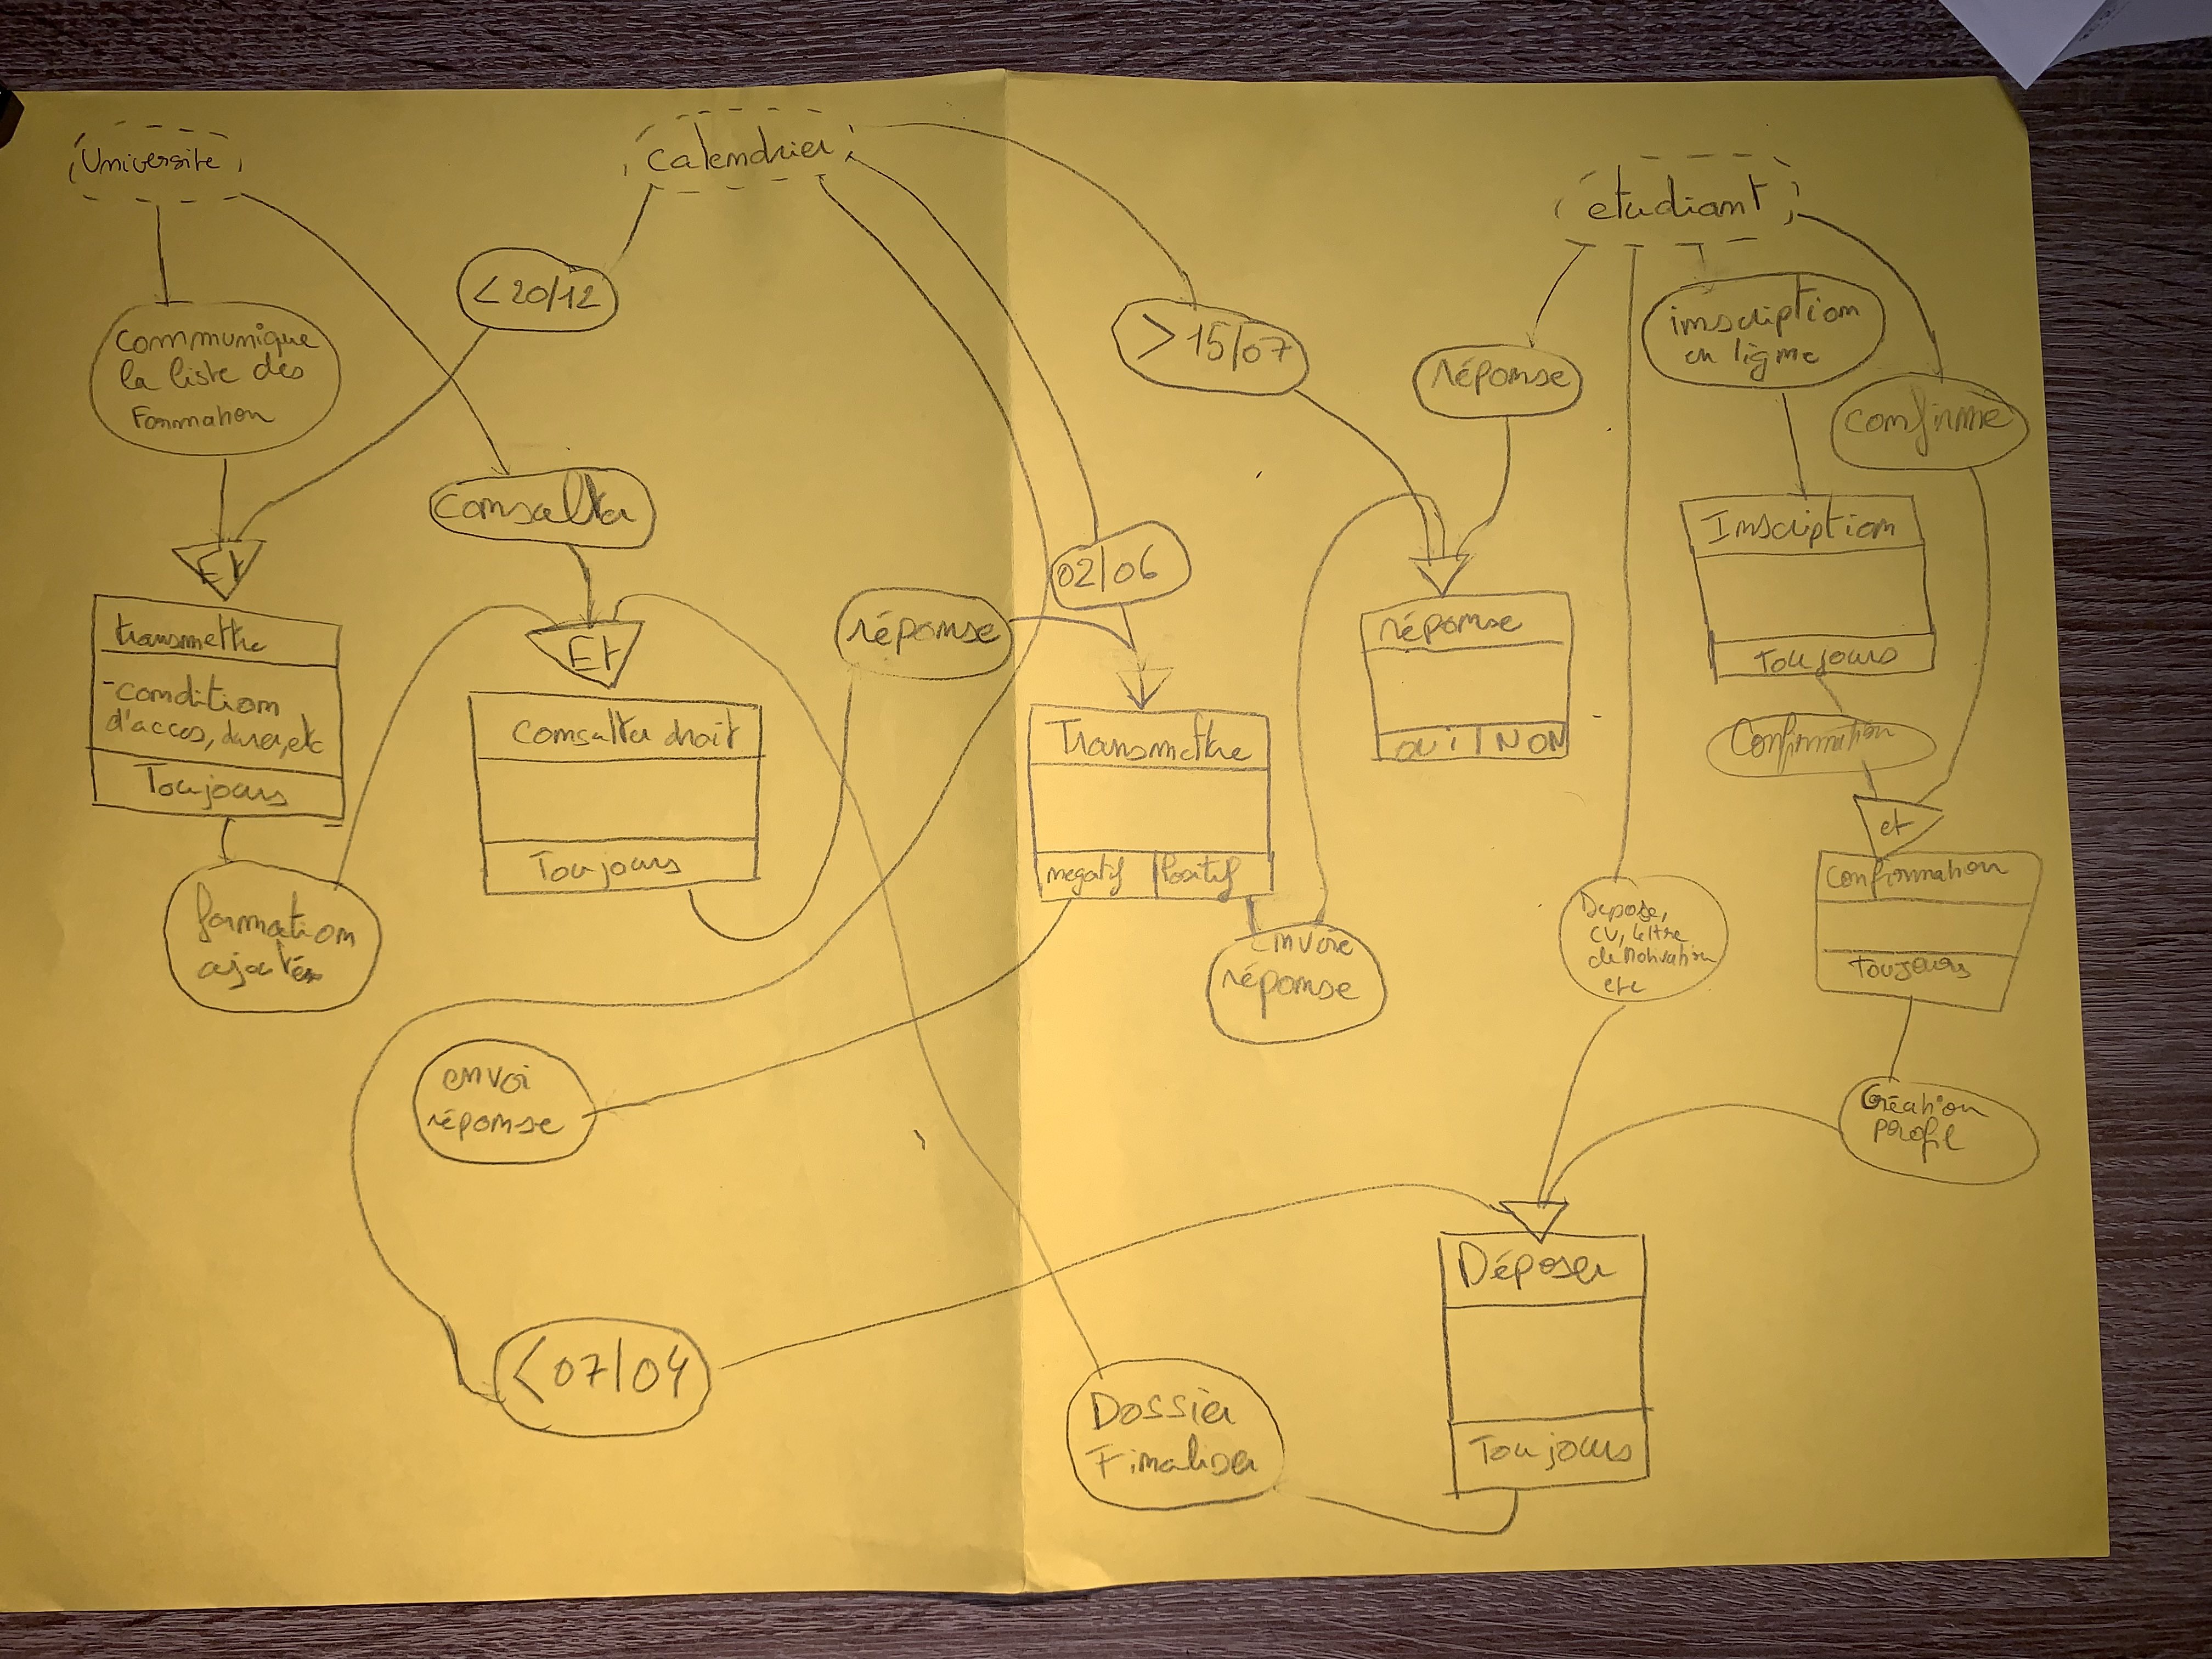 Universite
calendrier
étudiant
< 20/12
communique
la liste des
Formation
> 15/07
réponse
inscription
en ligne
confirme
consulter
Et
02/06
réponse
Inscription
Toujours
transmettre
-condition
d'acces, durer, etc
Toujours
Et
consulter droit
Toujours
réponse
OUI NON
Transmettre
negatif Positif
Confirmation
et
confirmation
Toujours
formation
ajouter
envoie
réponse
Depose,
CV, lettre
de Motivation
etc
envoi
réponse
Création
profil
Déposer
Toujours
< 07/04
Dossier
Finaliser